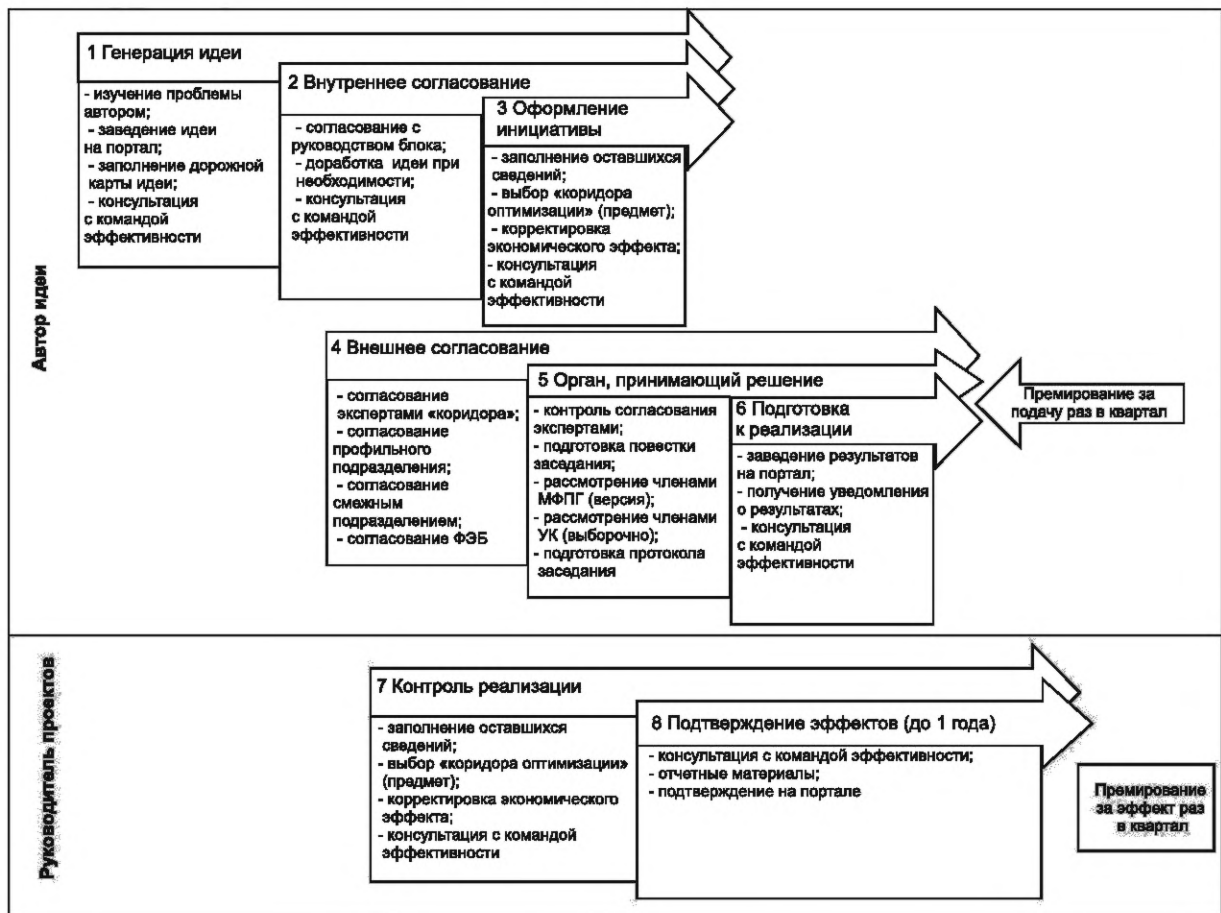 Автор идеи
1 Генерация идеи
- изучение проблемы
автором;
- заведение идеи
на портал;
- заполнение дорожной
карты идеи;
- консультация
с командой
эффективности
2 Внутреннее согласование
- согласование с
руководством блока;
- доработка идеи при
необходимости;
- консультация
с командой
эффективности
3 Оформление
инициативы
- заполнение оставшихся
сведений;
- выбор «коридора
оптимизации» (предмет);
- корректировка
экономического эффекта;
- консультация
с командой
эффективности
4 Внешнее согласование
- согласование
экспертами «коридора»;
- согласование
профильного
подразделения;
- согласование
смежным
подразделением;
- согласование ФЭБ
5 Орган, принимающий решение
- контроль согласования
экспертами;
- подготовка повестки
заседания;
- рассмотрение членами
МФПГ (версия);
- рассмотрение членами
УК (выборочно);
- подготовка протокола
заседания
6 Подготовка
к реализации
- заведение результатов
на портал;
- получение уведомления
о результатах;
- консультация
с командой
эффективности
Премирование за
подачу раз в квартал
Руководитель проектов
7 Контроль реализации
- заполнение оставшихся
сведений;
- выбор «коридора оптимизации»
(предмет);
- корректировка экономического
эффекта;
- консультация с командой
эффективности
8 Подтверждение эффектов (до 1 года)
- консультация с командой эффективности;
- отчетные материалы;
- подтверждение на портале
Премирование
за эффект раз
в квартал